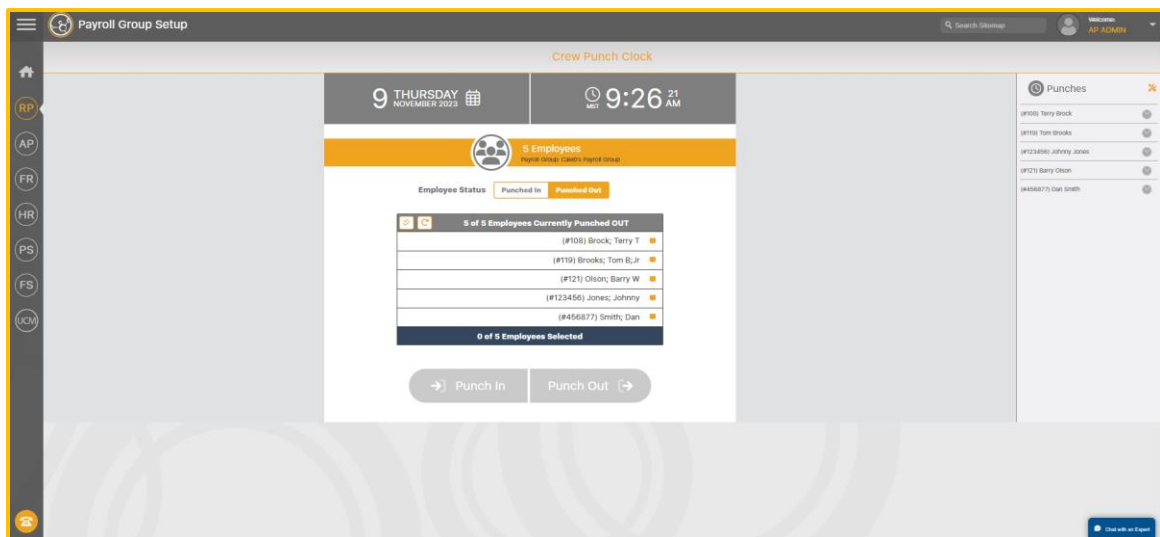 Payroll Group Setup
Search Sitemap
Welcome:
AP ADMIN
Crew Punch Clock
RP
AP
FR
HR
PS
FS
UCM
9 THURSDAY
NOVEMBER 2023
MST 9:26 21 AM
5 Employees
Payroll Group: Caleb's Payroll Group
Employee Status Punched In Punched Out
5 of 5 Employees Currently Punched OUT
(#108) Brock; Terry T
(#119) Brooks; Tom B;Jr
(#121) Olson; Barry W
(#123456) Jones; Johnny
(#456877) Smith; Dan
0 of 5 Employees Selected
Punch In
Punch Out
Punches
(#108) Terry Brock
(#119) Tom Brooks
(#123456) Johnny Jones
(#121) Barry Olson
(#456877) Dan Smith
Chat with an Expert